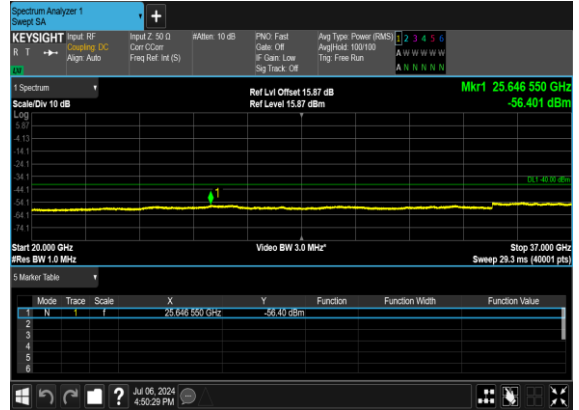 Spectrum Analyzer 1
Swept SA
KEYSIGHT Input: RF Input Z: 50 Ω #Atten: 10 dB PNO: Fast Avg Type: Power (RMS) 1 2 3 4 5 6
R T Coupling: DC Corr CCorr Gate: Off Avg|Hold: 100/100 A W W W W W
Align: Auto Freq Ref: Int (S) IF Gain: Low Trig: Free Run
Sig Track: Off A N N N N N
1 Spectrum Ref Lvl Offset 15.87 dB Mkr1 25.646 550 GHz
Scale/Div 10 dB Ref Level 15.87 dBm -56.401 dBm
Log
5.87
-4.13
-14.1
-24.1
-34.1
DL1 -40.00 dBm
-44.1
1
-54.1
-64.1
-74.1
Start 20.000 GHz Video BW 3.0 MHz* Stop 37.000 GHz
#Res BW 1.0 MHz Sweep 29.3 ms (40001 pts)
5 Marker Table
Mode Trace Scale X Y Function Function Width Function Value
1 N 1 f 25.646 550 GHz -56.40 dBm
2
3
4
5
6
? Jul 06, 2024
4:50:29 PM